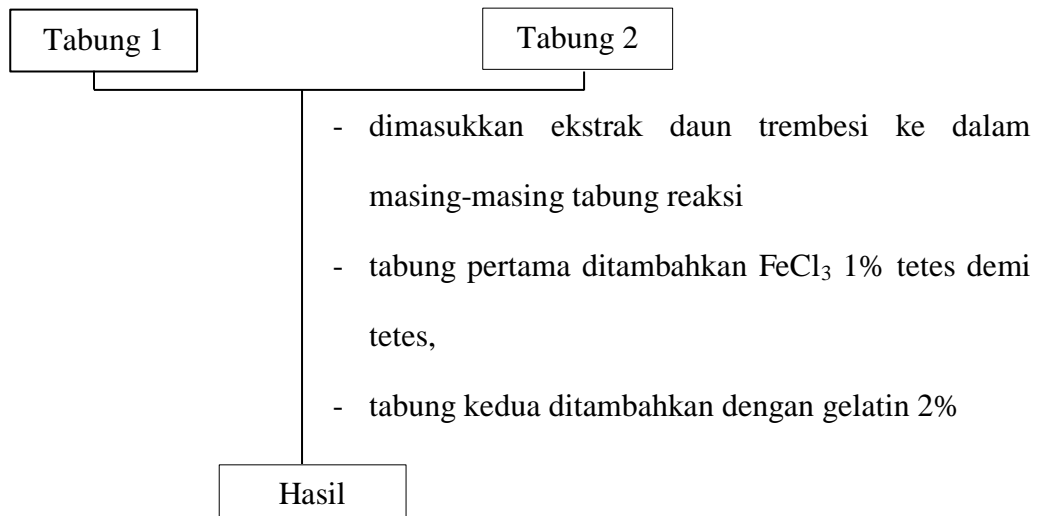 Tabung 1
Tabung 2
- dimasukkan ekstrak daun trembesi ke dalam
masing-masing tabung reaksi
- tabung pertama ditambahkan FeCl₃ 1% tetes demi
tetes,
- tabung kedua ditambahkan dengan gelatin 2%
Hasil